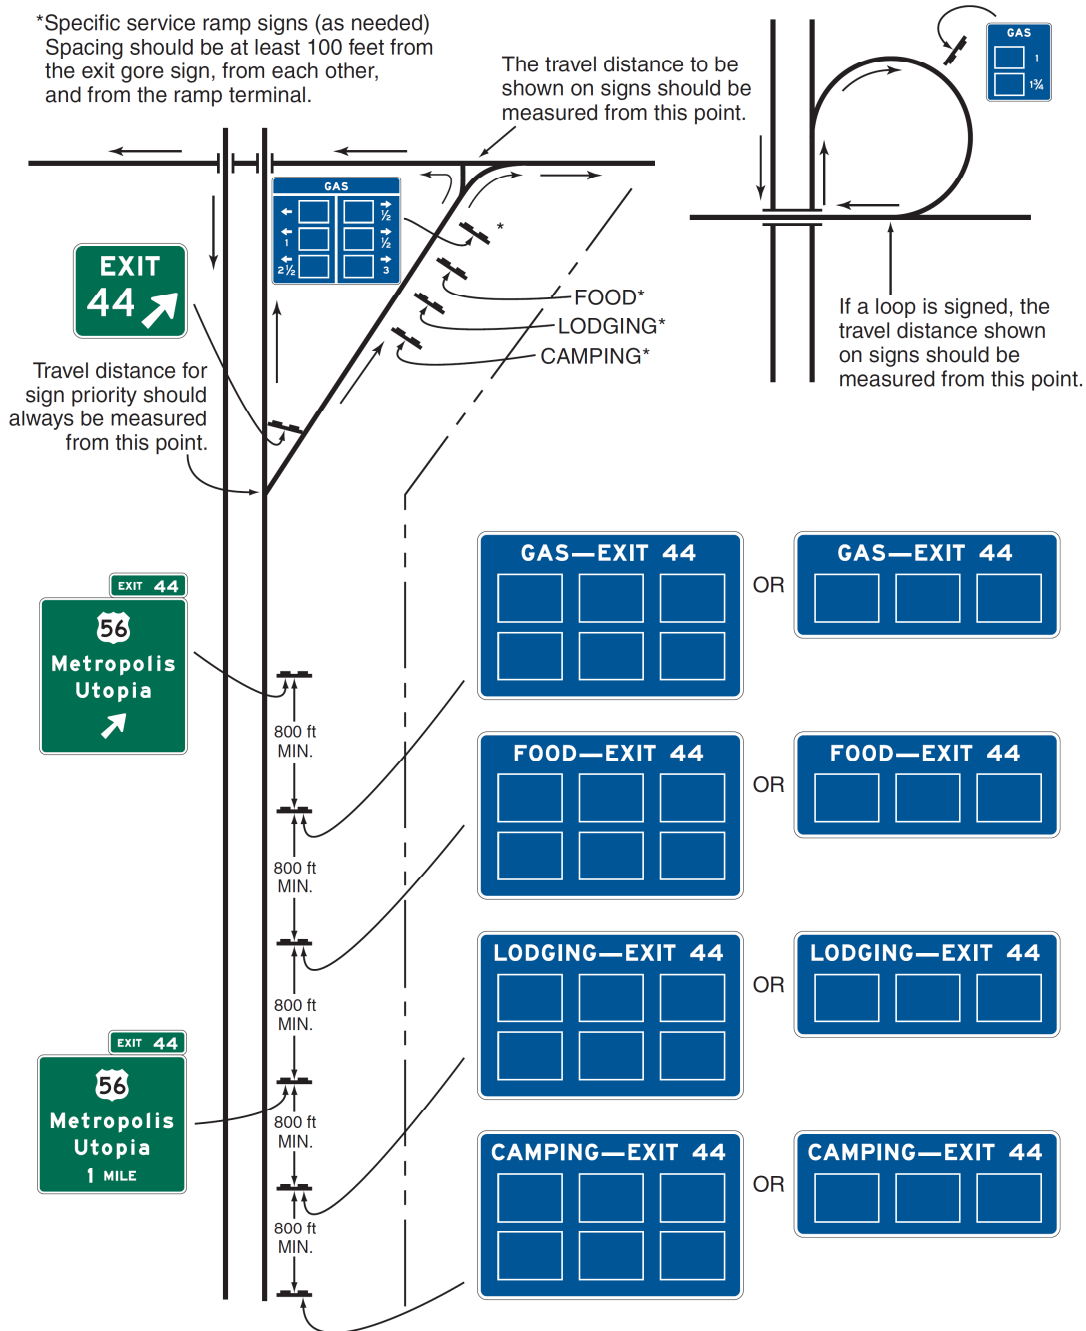 *Specific service ramp signs (as needed)
Spacing should be at least 100 feet from
the exit gore sign, from each other,
and from the ramp terminal.
The travel distance to be
shown on signs should be
measured from this point.
GAS
1
1¾
GAS
½
1
½
2½
3
*
EXIT
44
FOOD*
LODGING*
CAMPING*
If a loop is signed, the
travel distance shown
on signs should be
measured from this point.
Travel distance for
sign priority should
always be measured
from this point.
EXIT 44
56
Metropolis
Utopia
800 ft
MIN.
GAS—EXIT 44
OR
GAS—EXIT 44
800 ft
MIN.
FOOD—EXIT 44
OR
FOOD—EXIT 44
800 ft
MIN.
LODGING—EXIT 44
OR
LODGING—EXIT 44
EXIT 44
56
Metropolis
Utopia
1 MILE
800 ft
MIN.
800 ft
MIN.
CAMPING—EXIT 44
OR
CAMPING—EXIT 44